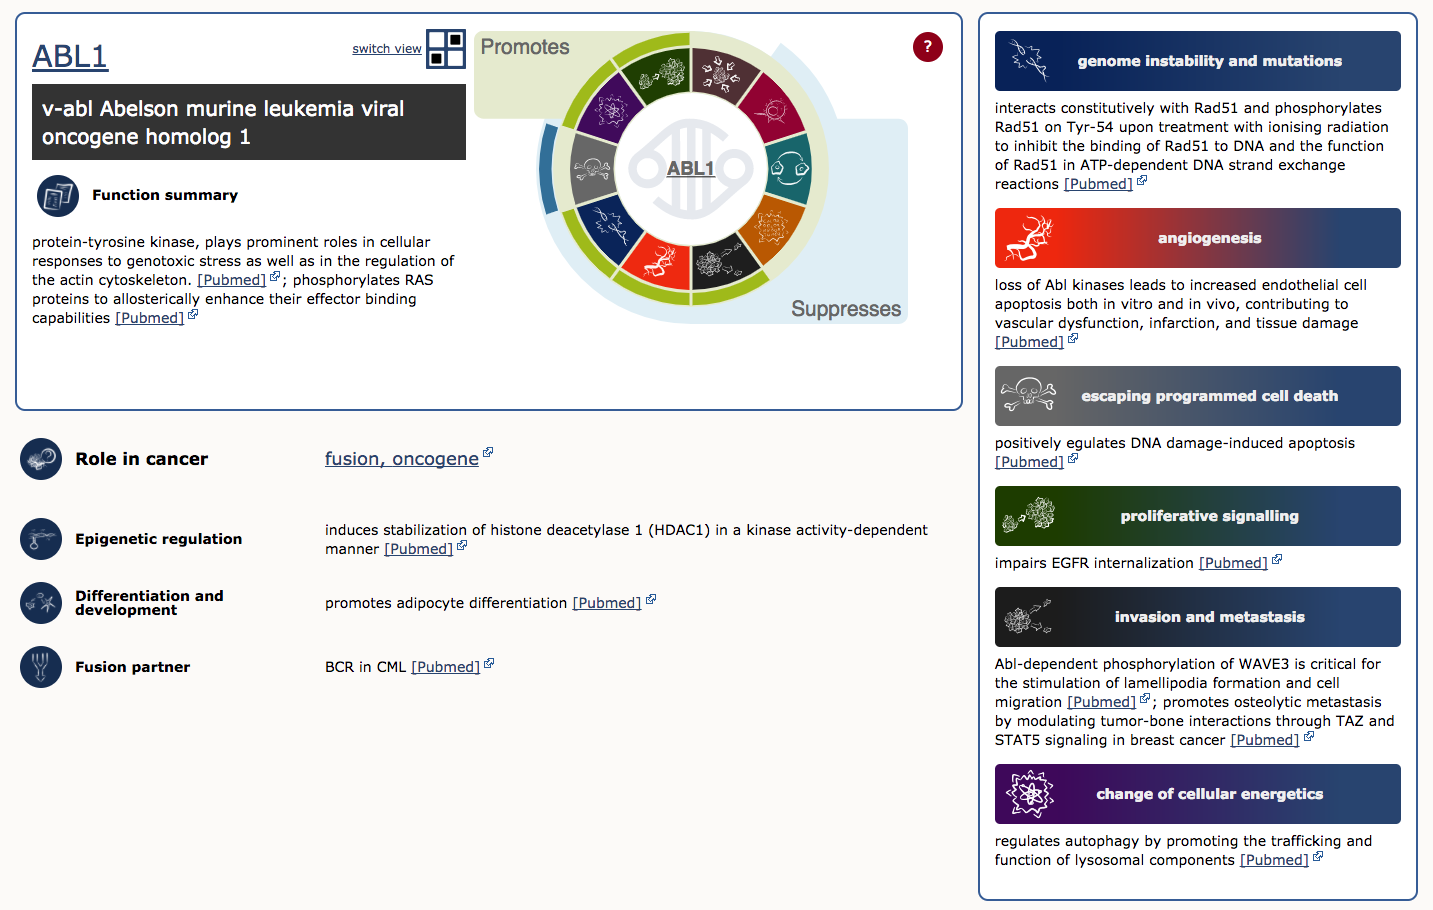 ABL1
switch view
v-abl Abelson murine leukemia viral
oncogene homolog 1
Function summary
protein-tyrosine kinase, plays prominent roles in cellular
responses to genotoxic stress as well as in the regulation of
the actin cytoskeleton. [Pubmed]; phosphorylates RAS
proteins to allosterically enhance their effector binding
capabilities [Pubmed]
Promotes
?
ABL1
Suppresses
Role in cancer
fusion, oncogene
Epigenetic regulation
induces stabilization of histone deacetylase 1 (HDAC1) in a kinase activity-dependent
manner [Pubmed]
Differentiation and
development
promotes adipocyte differentiation [Pubmed]
Fusion partner
BCR in CML [Pubmed]
genome instability and mutations
interacts constitutively with Rad51 and phosphorylates
Rad51 on Tyr-54 upon treatment with ionising radiation
to inhibit the binding of Rad51 to DNA and the function
of Rad51 in ATP-dependent DNA strand exchange
reactions [Pubmed]
angiogenesis
loss of Abl kinases leads to increased endothelial cell
apoptosis both in vitro and in vivo, contributing to
vascular dysfunction, infarction, and tissue damage
[Pubmed]
escaping programmed cell death
positively egulates DNA damage-induced apoptosis
[Pubmed]
proliferative signalling
impairs EGFR internalization [Pubmed]
invasion and metastasis
Abl-dependent phosphorylation of WAVE3 is critical for
the stimulation of lamellipodia formation and cell
migration [Pubmed]; promotes osteolytic metastasis
by modulating tumor-bone interactions through TAZ and
STAT5 signaling in breast cancer [Pubmed]
change of cellular energetics
regulates autophagy by promoting the trafficking and
function of lysosomal components [Pubmed]